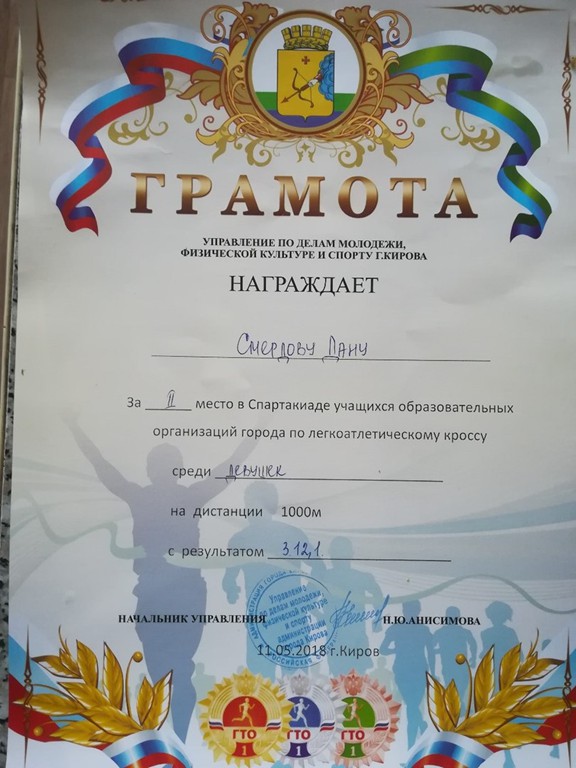 ГРАМОТА
УПРАВЛЕНИЕ ПО ДЕЛАМ МОЛОДЕЖИ,
ФИЗИЧЕСКОЙ КУЛЬТУРЕ И СПОРТУ Г.КИРОВА
НАГРАЖДАЕТ
Смердову Дану
За II место в Спартакиаде учащихся образовательных
организаций города по легкоатлетическому кроссу
среди девушек
на дистанции 1000м
с результатом 3.12,1.
Управление
по делам молодежи,
физической культуре
и спорту
администрации
города Кирова
НАЧАЛЬНИК УПРАВЛЕНИЯ Н.Ю.АНИСИМОВА
11.05.2018 г.Киров
ГТО ГТО ГТО
1 1 1